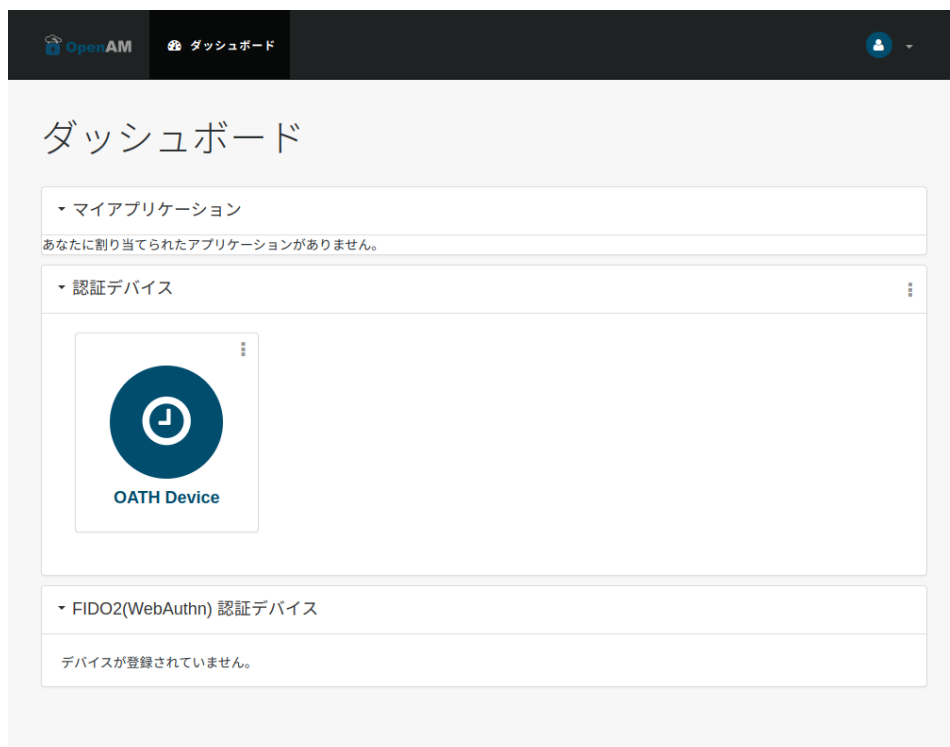 OpenAM ダッシュボード
ダッシュボード
マイアプリケーション
あなたに割り当てられたアプリケーションがありません。
認証デバイス
OATH Device
FIDO2(WebAuthn) 認証デバイス
デバイスが登録されていません。